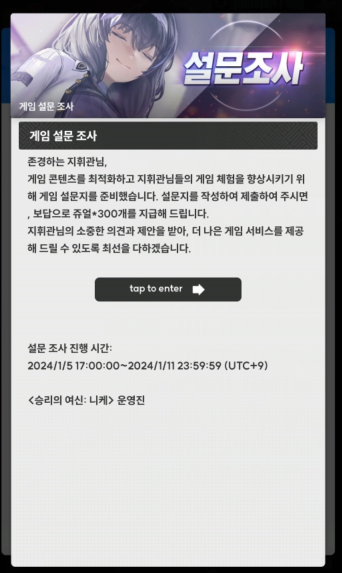 설문조사
게임 설문 조사
게임 설문 조사
존경하는 지휘관님,
게임 콘텐츠를 최적화하고 지휘관님들의 게임 체험을 향상시키기 위
해 게임 설문지를 준비했습니다. 설문지를 작성하여 제출하여 주시면
, 보답으로 쥬얼*300개를 지급해 드립니다.
지휘관님의 소중한 의견과 제안을 받아, 더 나은 게임 서비스를 제공
해 드릴 수 있도록 최선을 다하겠습니다.
tap to enter
설문 조사 진행 시간:
2024/1/5 17:00:00~2024/1/11 23:59:59 (UTC+9)
<승리의 여신: 니케> 운영진